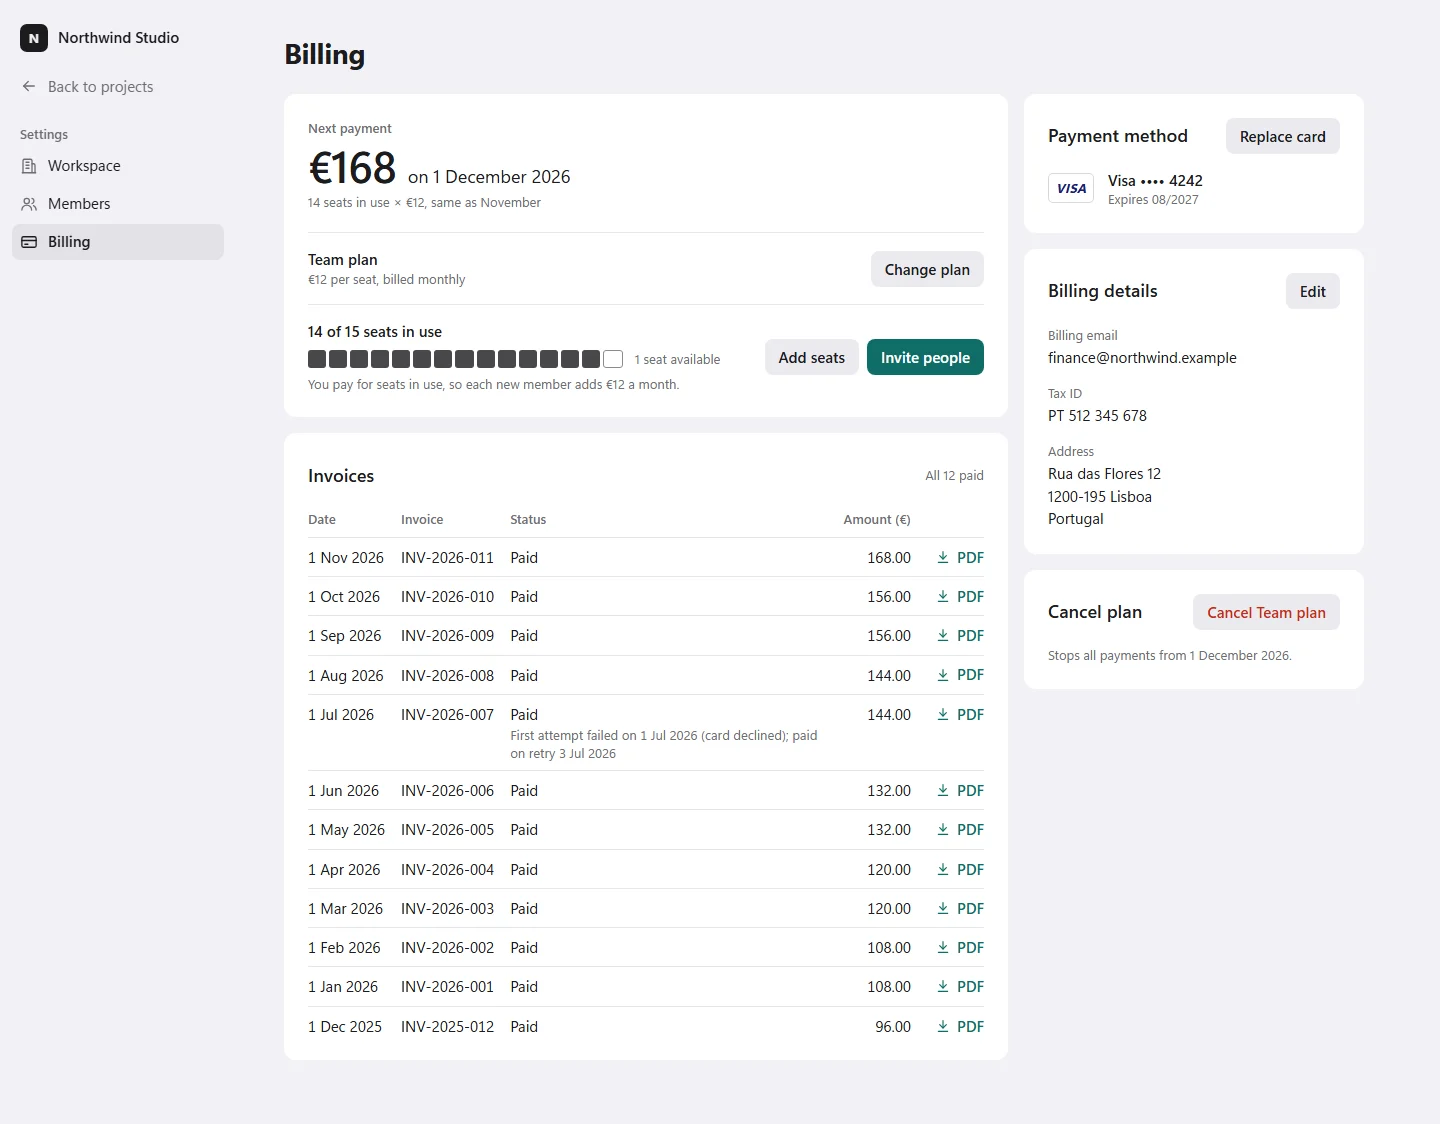 N
Northwind Studio
Back to projects
Settings
Workspace
Members
Billing
Billing
Next payment
€168 on 1 December 2026
14 seats in use × €12, same as November
Team plan
€12 per seat, billed monthly
Change plan
14 of 15 seats in use
1 seat available
You pay for seats in use, so each new member adds €12 a month.
Add seats
Invite people
Invoices
All 12 paid
Date Invoice Status Amount (€)
1 Nov 2026 INV-2026-011 Paid 168.00 PDF
1 Oct 2026 INV-2026-010 Paid 156.00 PDF
1 Sep 2026 INV-2026-009 Paid 156.00 PDF
1 Aug 2026 INV-2026-008 Paid 144.00 PDF
1 Jul 2026 INV-2026-007 Paid 144.00 PDF
First attempt failed on 1 Jul 2026 (card declined); paid
on retry 3 Jul 2026
1 Jun 2026 INV-2026-006 Paid 132.00 PDF
1 May 2026 INV-2026-005 Paid 132.00 PDF
1 Apr 2026 INV-2026-004 Paid 120.00 PDF
1 Mar 2026 INV-2026-003 Paid 120.00 PDF
1 Feb 2026 INV-2026-002 Paid 108.00 PDF
1 Jan 2026 INV-2026-001 Paid 108.00 PDF
1 Dec 2025 INV-2025-012 Paid 96.00 PDF
Payment method
Replace card
VISA
Visa •••• 4242
Expires 08/2027
Billing details
Edit
Billing email
finance@northwind.example
Tax ID
PT 512 345 678
Address
Rua das Flores 12
1200-195 Lisboa
Portugal
Cancel plan
Cancel Team plan
Stops all payments from 1 December 2026.